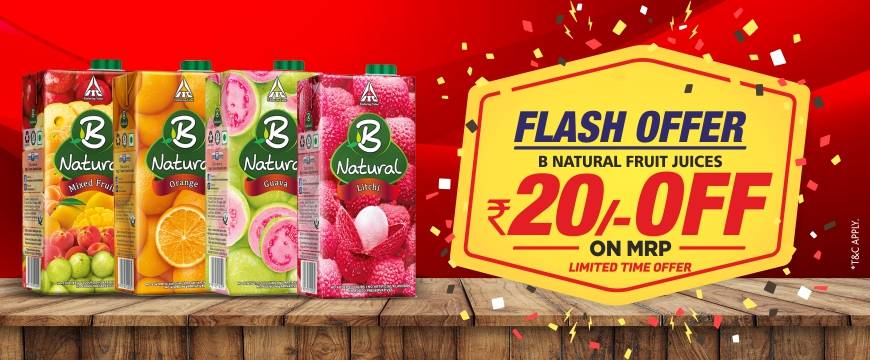 B
Natural
Mixed Fruit
B
Natural
Orange
B
Natural
Guava
B
Natural
Litchi
FLASH OFFER
B NATURAL FRUIT JUICES
₹20/-OFF
ON MRP
LIMITED TIME OFFER
*T&C APPLY.